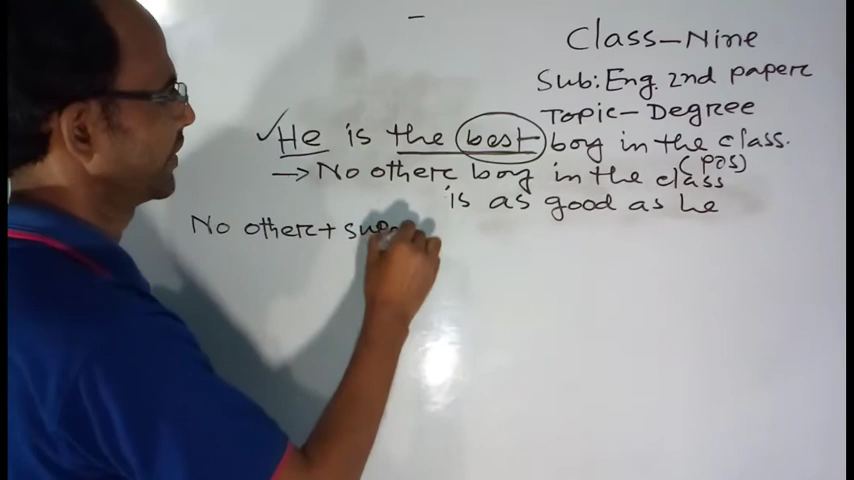 Class-Nine
Sub: Eng. 2nd paper
Topic- Degree
He is the best boy in the class.
→ No other boy in the class (pos)
is as good as he
No other +